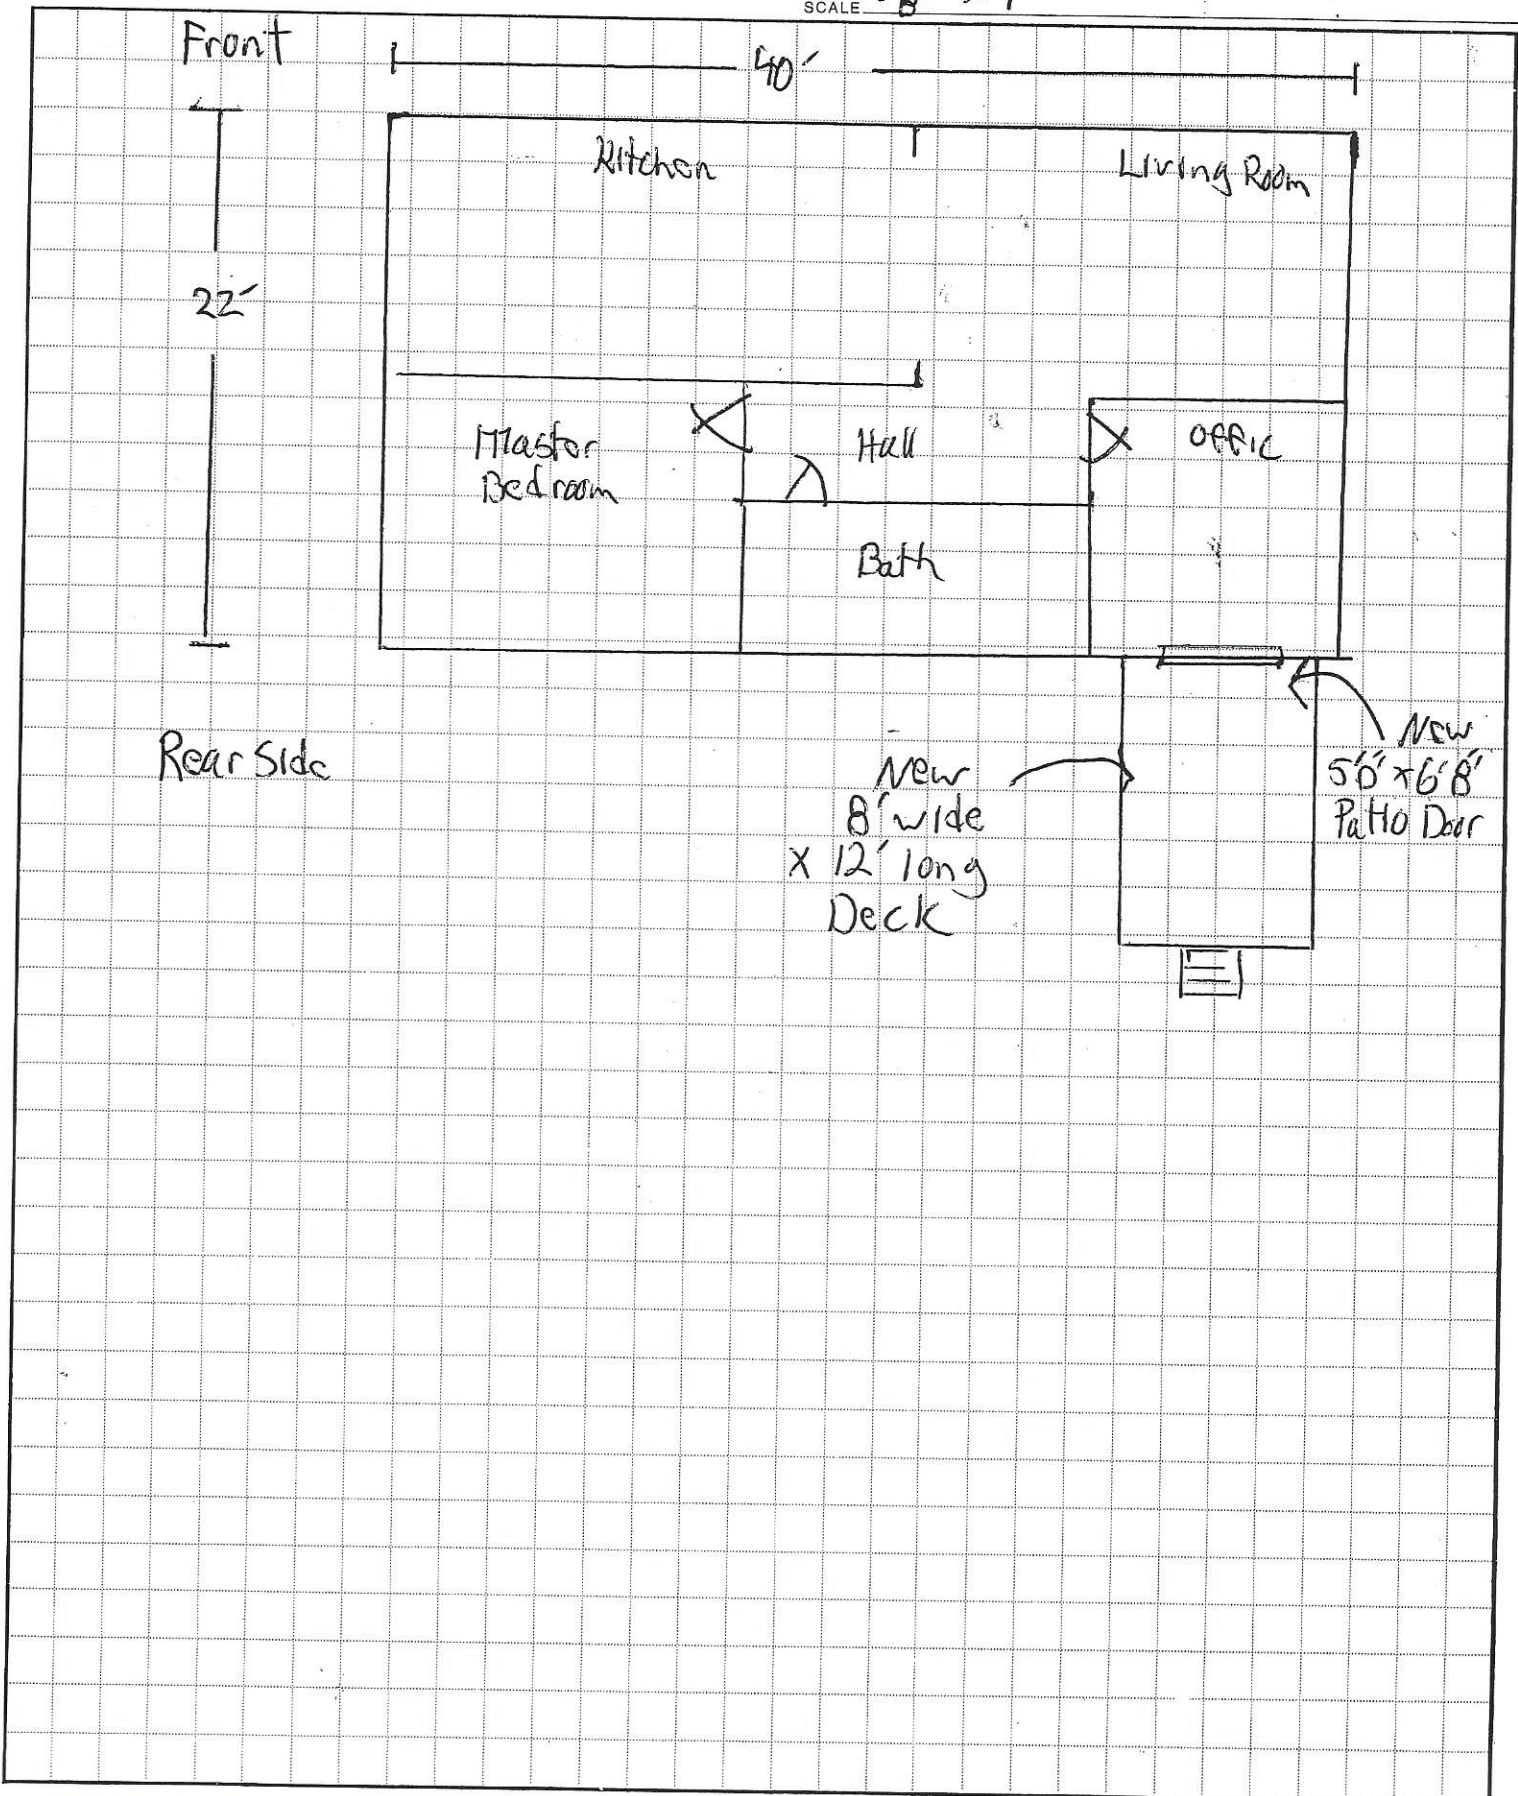 SCALE
Front
40'
Kitchen
Living Room
22'
Master
Bedroom
Hall
Offic
Bath
Rear Side
New
8' wide
x 12' long
Deck
New
5'0" x 6'8"
Patio Door